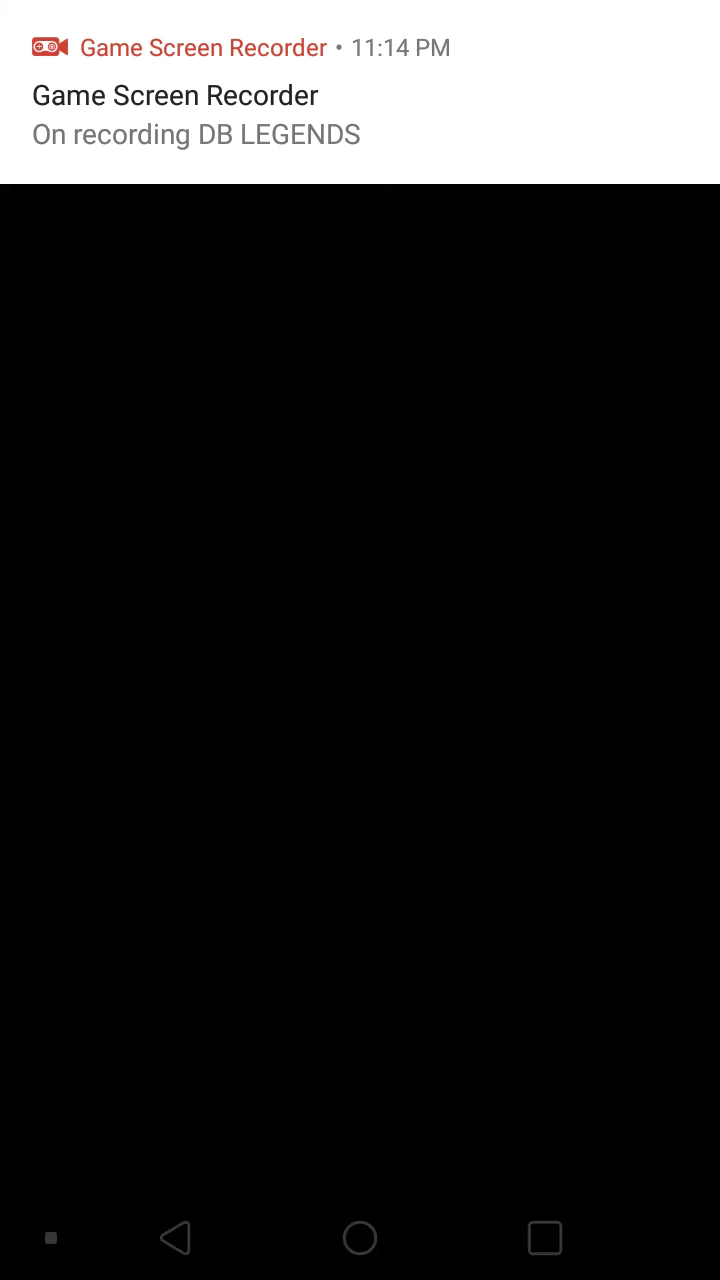 Game Screen Recorder • 11:14 PM
Game Screen Recorder
On recording DB LEGENDS